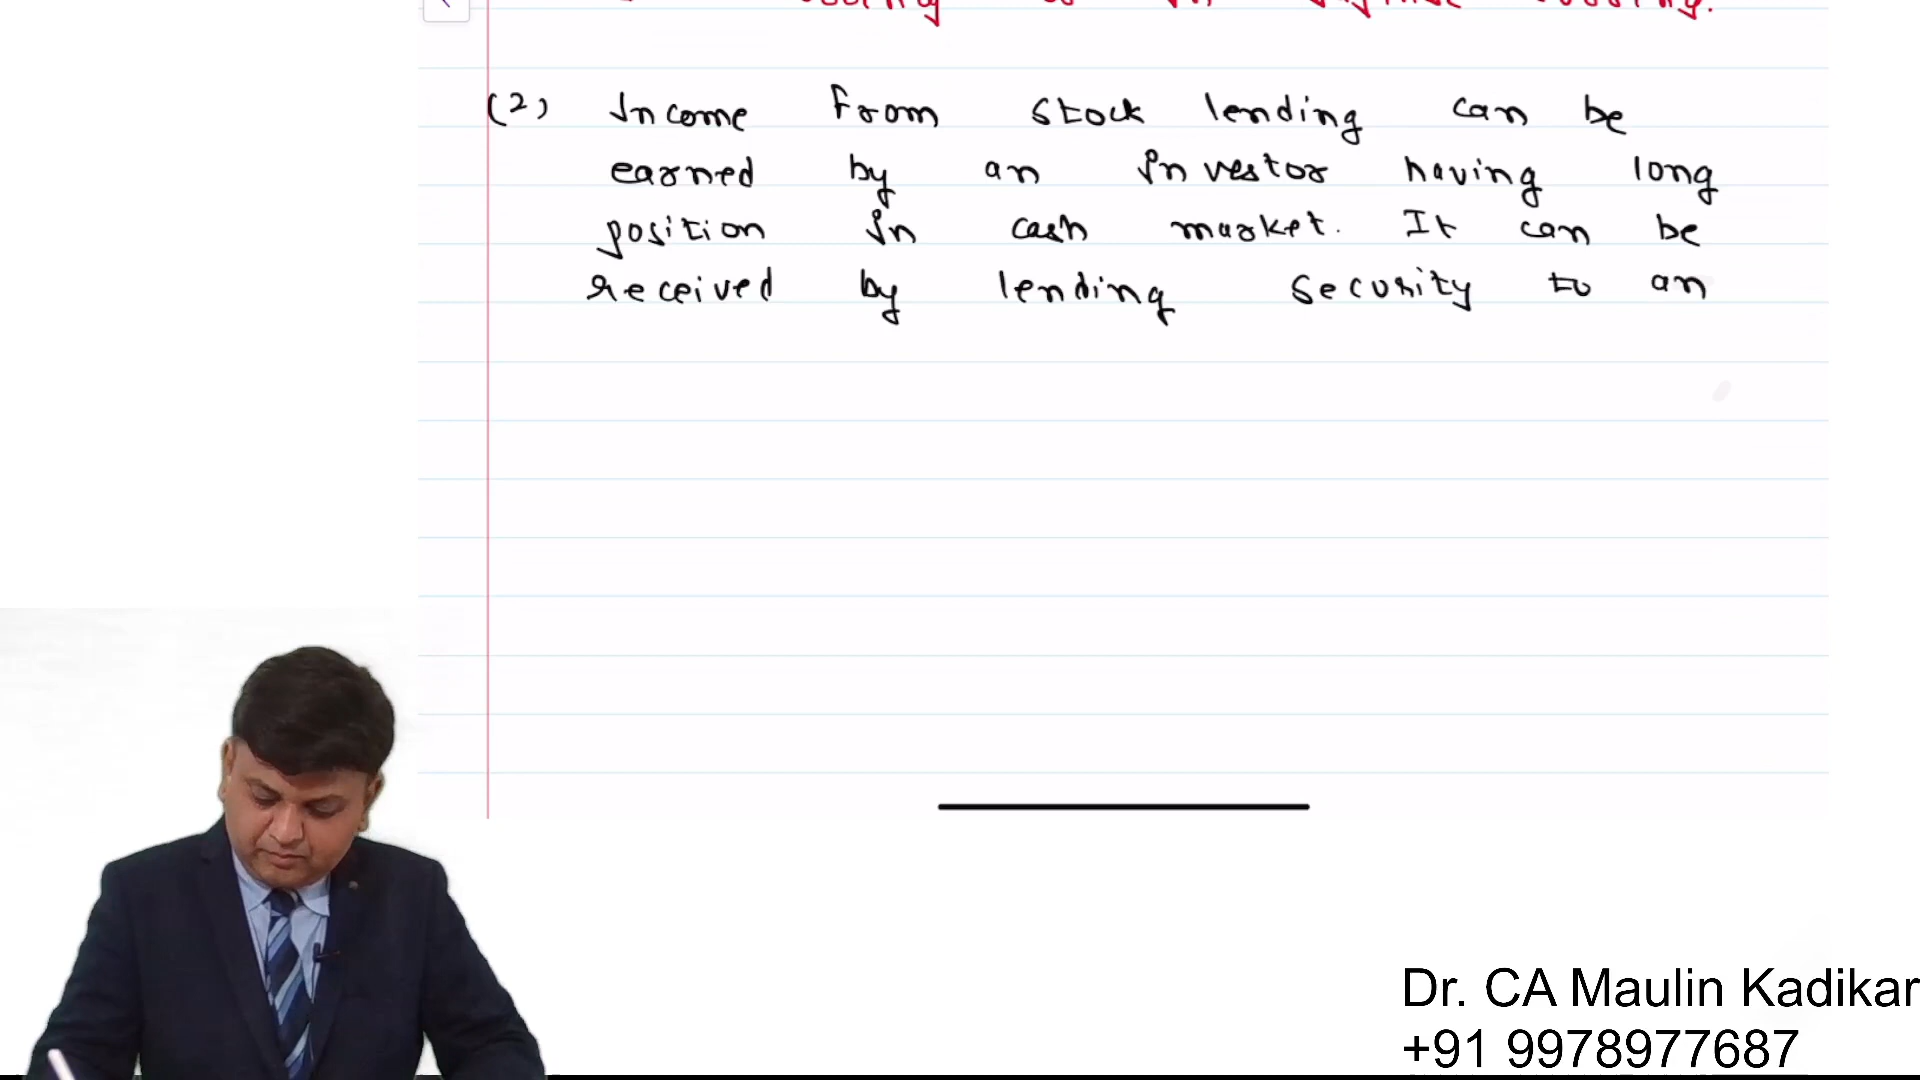 (2) Income From Stock lending can be
earned by an investor having long
position in cash market. It can be
received by lending security to an
Dr. CA Maulin Kadikar
+91 9978977687